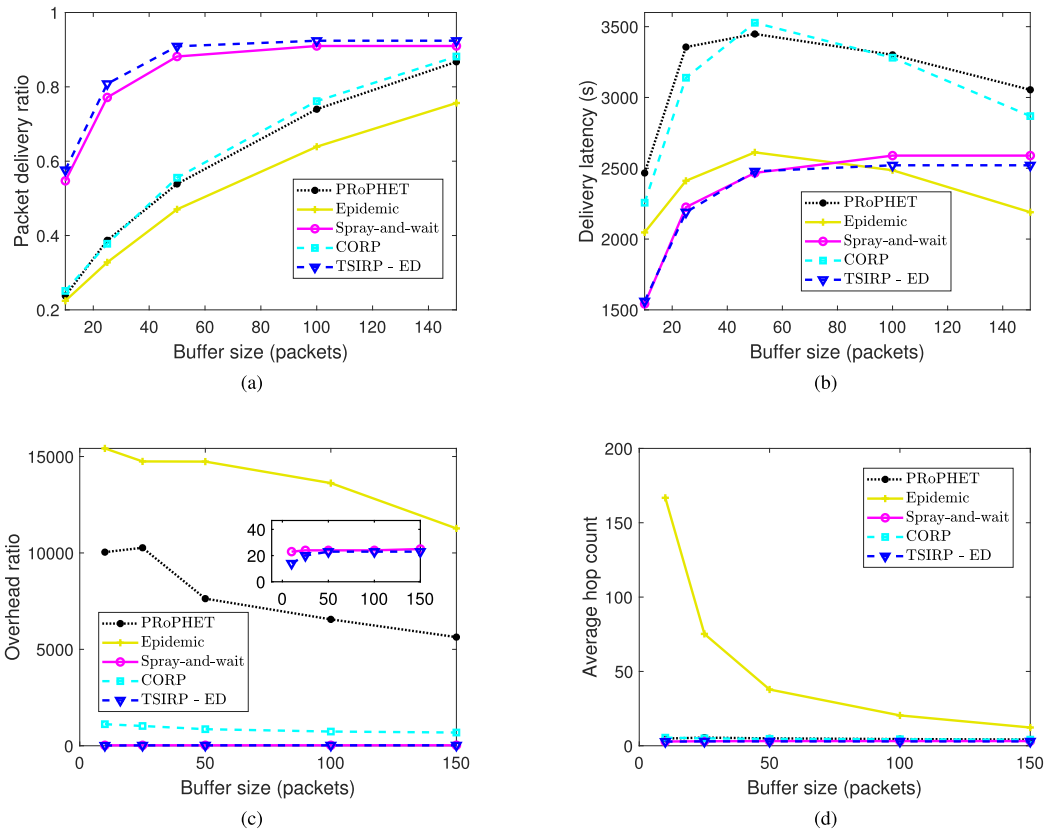 1
0.8
0.6
0.4
0.2
20
40
60
80
100
120
140
Packet delivery ratio
Buffer size (packets)
PRoPHET
Epidemic
Spray-and-wait
CORP
TSIRP - ED
(a)
3500
3000
2500
2000
1500
20
40
60
80
100
120
140
Delivery latency (s)
Buffer size (packets)
PRoPHET
Epidemic
Spray-and-wait
CORP
TSIRP - ED
(b)
15000
10000
5000
0
0
50
100
150
Overhead ratio
Buffer size (packets)
40
20
0
0
50
100
150
PRoPHET
Epidemic
Spray-and-wait
CORP
TSIRP - ED
(c)
200
150
100
50
0
0
50
100
150
Average hop count
Buffer size (packets)
PRoPHET
Epidemic
Spray-and-wait
CORP
TSIRP - ED
(d)